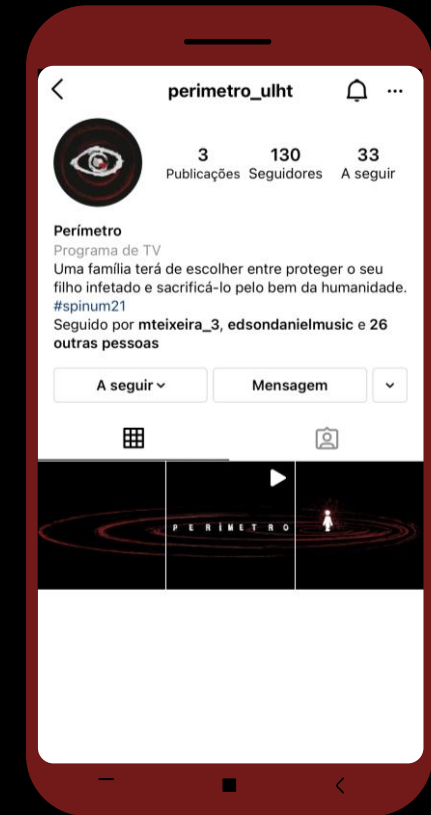 perimetro_ulht
3 130 33
Publicações Seguidores A seguir
Perímetro
Programa de TV
Uma família terá de escolher entre proteger o seu
filho infetado e sacrificá-lo pelo bem da humanidade.
#spinum21
Seguido por mteixeira_3, edsondanielmusic e 26
outras pessoas
A seguir Mensagem
PERÍMETRO